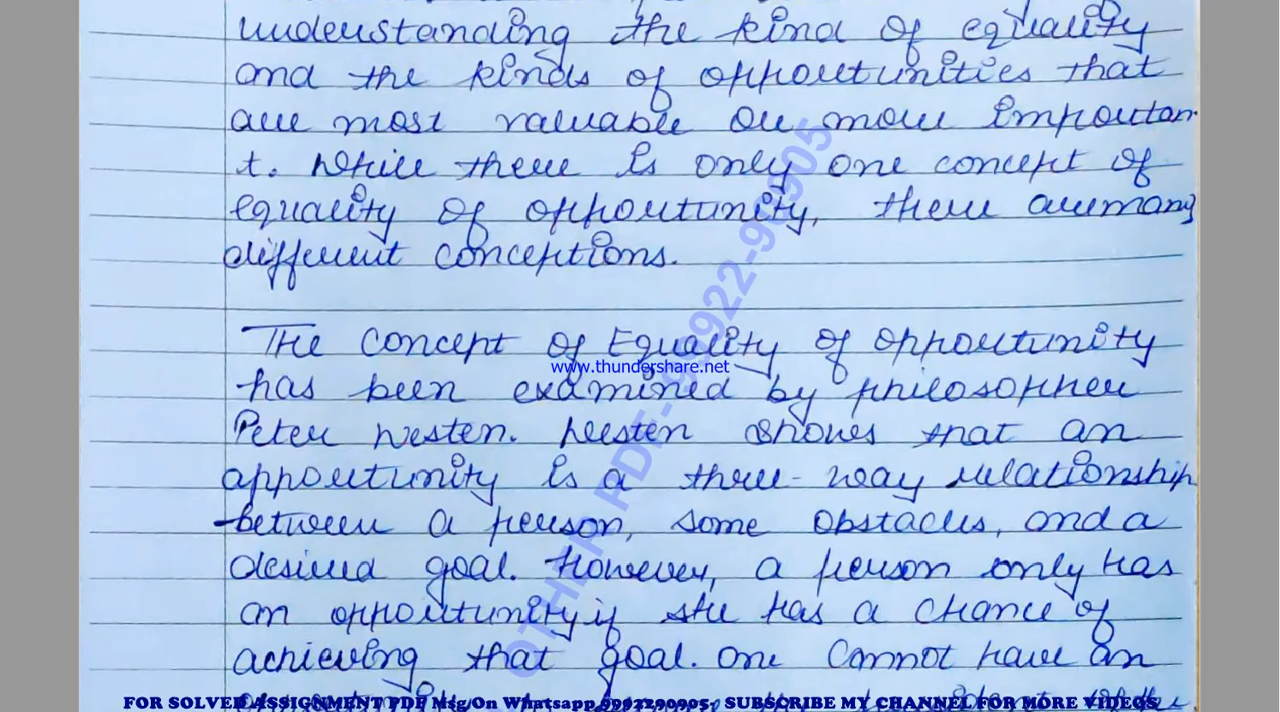 understanding the kind of equality
and the kinds of opportunities that
are most valuable or more importan
t. While there is only one concept of
equality of opportunity, there are many
different conceptions.
The concept of Equality of opportunity
www.thundershare.net
has been examined by philosopher
Peter Westen. Westen shows that an
opportunity is a three-way relationship
between a person, some obstacles, and a
desired goal. However, a person only has
an opportunity if she has a chance of
achieving that goal. One cannot have an
FOR SOLVED ASSIGNMENT PDF Msg On Whatsapp 9992290905, SUBSCRIBE MY CHANNEL FOR MORE VIDEOS